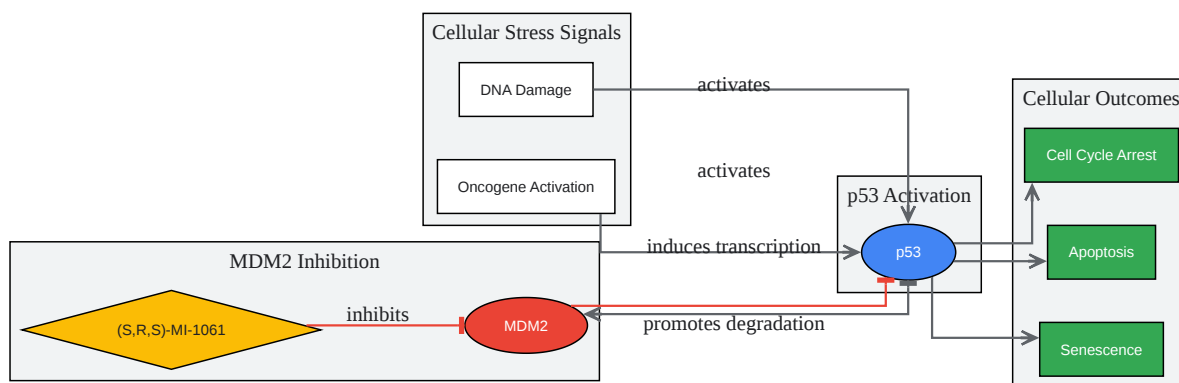 Cellular Stress Signals
DNA Damage
activates
Cellular Outcomes
Cell Cycle Arrest
Oncogene Activation
activates
p53 Activation
MDM2 Inhibition
induces transcription
p53
Apoptosis
(S,R,S)-MI-1061
inhibits
MDM2
promotes degradation
Senescence